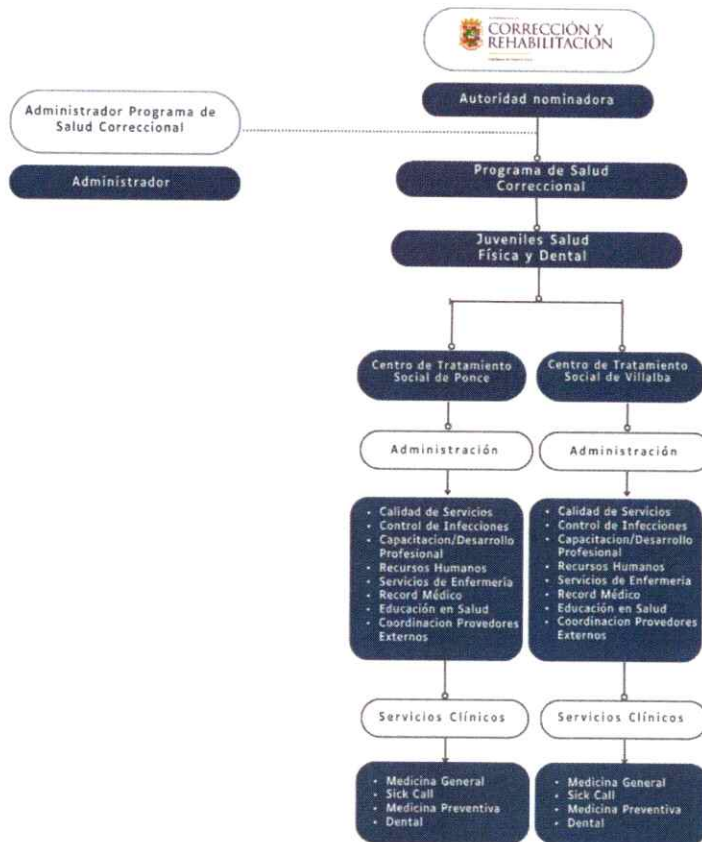 CORRECCIÓN Y
REHABILITACIÓN
Autoridad nominadora
Administrador Programa de
Salud Correccional
Administrador
Programa de Salud
Correccional
Juveniles Salud
Física y Dental
Centro de Tratamiento
Social de Ponce
Administración
• Calidad de Servicios
• Control de Infecciones
• Capacitacion/Desarrollo
Profesional
• Recursos Humanos
• Servicios de Enfermería
• Record Médico
• Educación en Salud
• Coordinacion Provedores
Externos
Servicios Clínicos
• Medicina General
• Sick Call
• Medicina Preventiva
• Dental
Centro de Tratamiento
Social de Villalba
Administración
• Calidad de Servicios
• Control de Infecciones
• Capacitacion/Desarrollo
Profesional
• Recursos Humanos
• Servicios de Enfermería
• Record Médico
• Educación en Salud
• Coordinacion Provedores
Externos
Servicios Clínicos
• Medicina General
• Sick Call
• Medicina Preventiva
• Dental